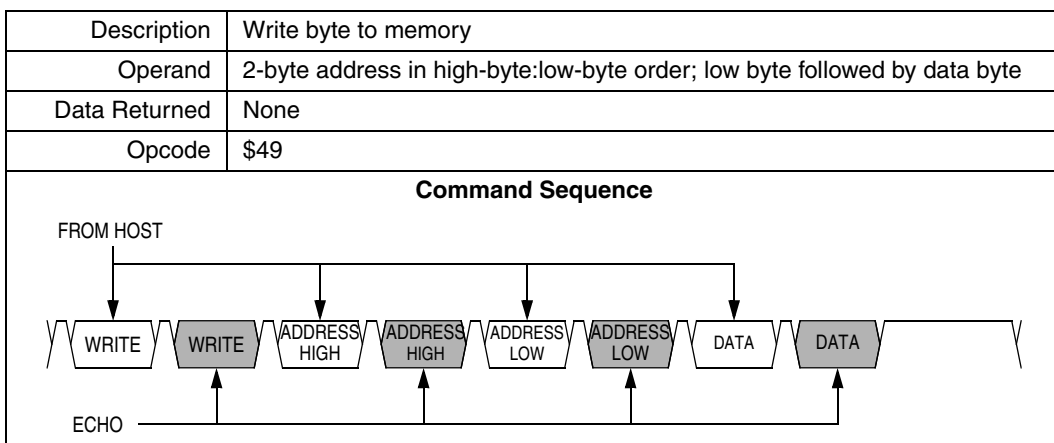 Description Write byte to memory
Operand 2-byte address in high-byte:low-byte order; low byte followed by data byte
Data Returned None
Opcode $49
Command Sequence
FROM HOST
WRITE WRITE ADDRESS HIGH ADDRESS HIGH ADDRESS LOW ADDRESS LOW DATA DATA
ECHO